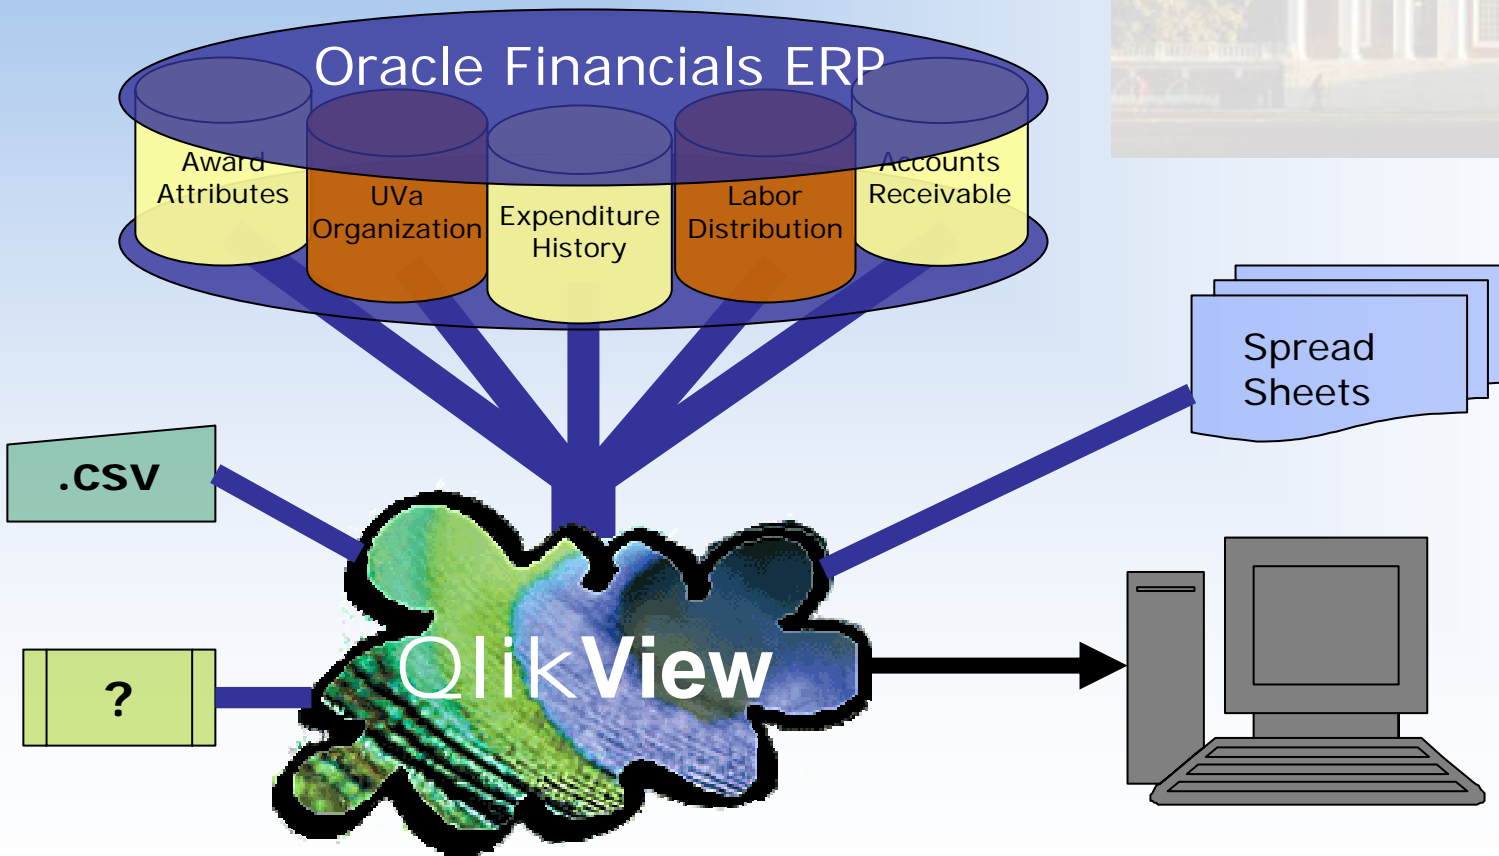 Oracle Financials ERP
Award
Attributes
UVa
Organization
Expenditure
History
Labor
Distribution
Accounts
Receivable
Spread
Sheets
.csv
?
QlikView